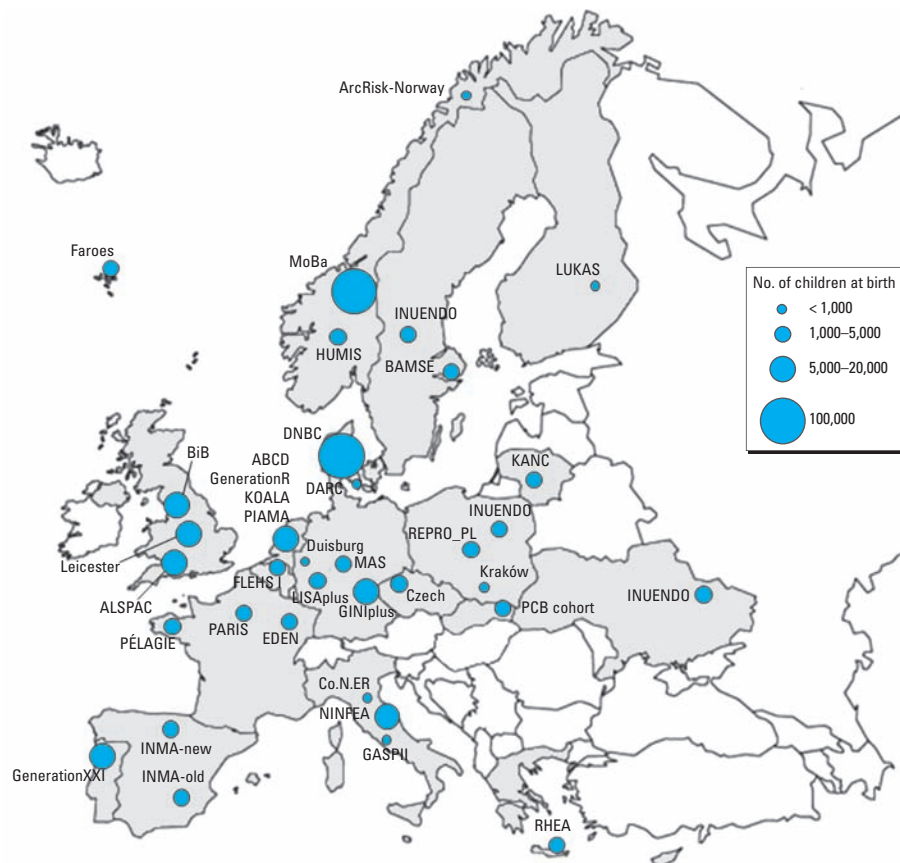 ArcRisk-Norway
Faroes
MoBa
LUKAS
No. of children at birth
< 1,000
1,000–5,000
5,000–20,000
100,000
INUENDO
HUMIS
BAMSE
DNBC
BiB
ABCD
GenerationR
KOALA
PIAMA
DARC
KANC
INUENDO
REPRO_PL
Leicester
Duisburg
MAS
Kraków
FLEHS I
LISAplus
GINIplus
Czech
PCB cohort
INUENDO
ALSPAC
PÉLAGIE
PARIS
EDEN
Co.N.ER
NINFEA
GASPII
INMA-new
GenerationXXI
INMA-old
RHEA